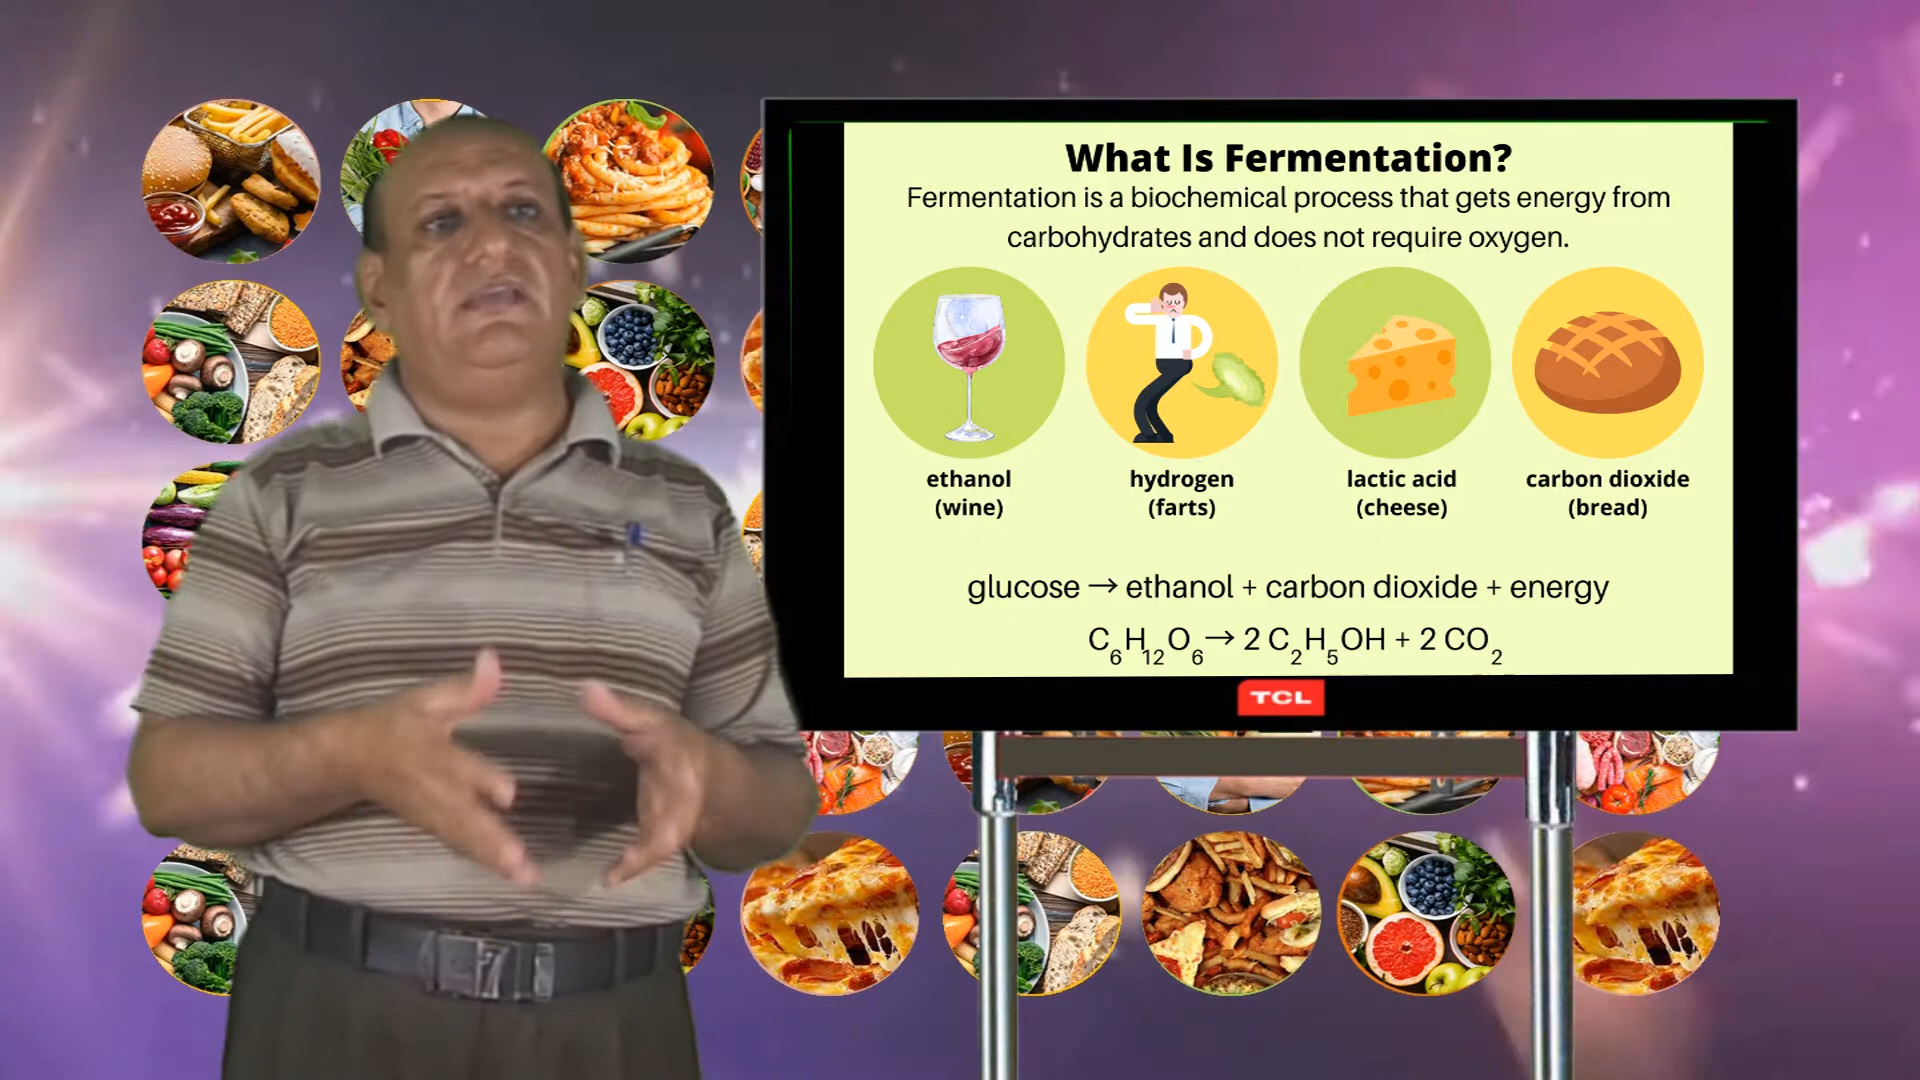 What Is Fermentation?
Fermentation is a biochemical process that gets energy from
carbohydrates and does not require oxygen.
ethanol
(wine)
hydrogen
(farts)
lactic acid
(cheese)
carbon dioxide
(bread)
glucose → ethanol + carbon dioxide + energy
C₆H₁₂O₆ → 2 C₂H₅OH + 2 CO₂
TCL